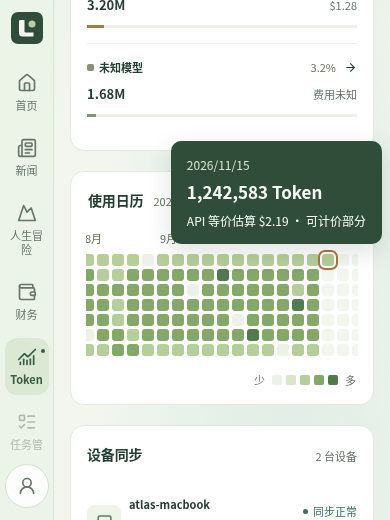 首页
新闻
人生冒
险
财务
Token
任务管
3.20M
$1.28
未知模型
3.2%
1.68M
费用未知
使用日历
202
8月
9月
2026/11/15
1,242,583 Token
API 等价估算 $2.19 · 可计价部分
少
多
设备同步
2 台设备
atlas-macbook
同步正常